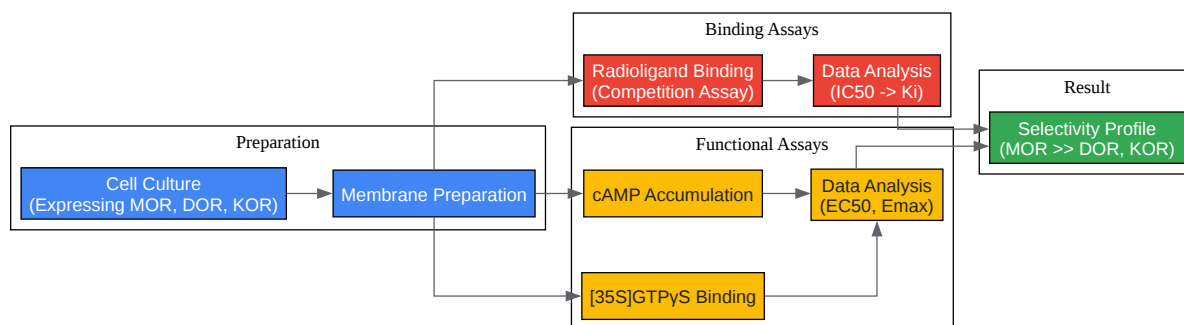 Preparation
Cell Culture
(Expressing MOR, DOR, KOR)
Membrane Preparation
Binding Assays
Radioligand Binding
(Competition Assay)
Data Analysis
(IC50 -> Ki)
Functional Assays
cAMP Accumulation
Data Analysis
(EC50, Emax)
[35S]GTPγS Binding
Result
Selectivity Profile
(MOR >> DOR, KOR)